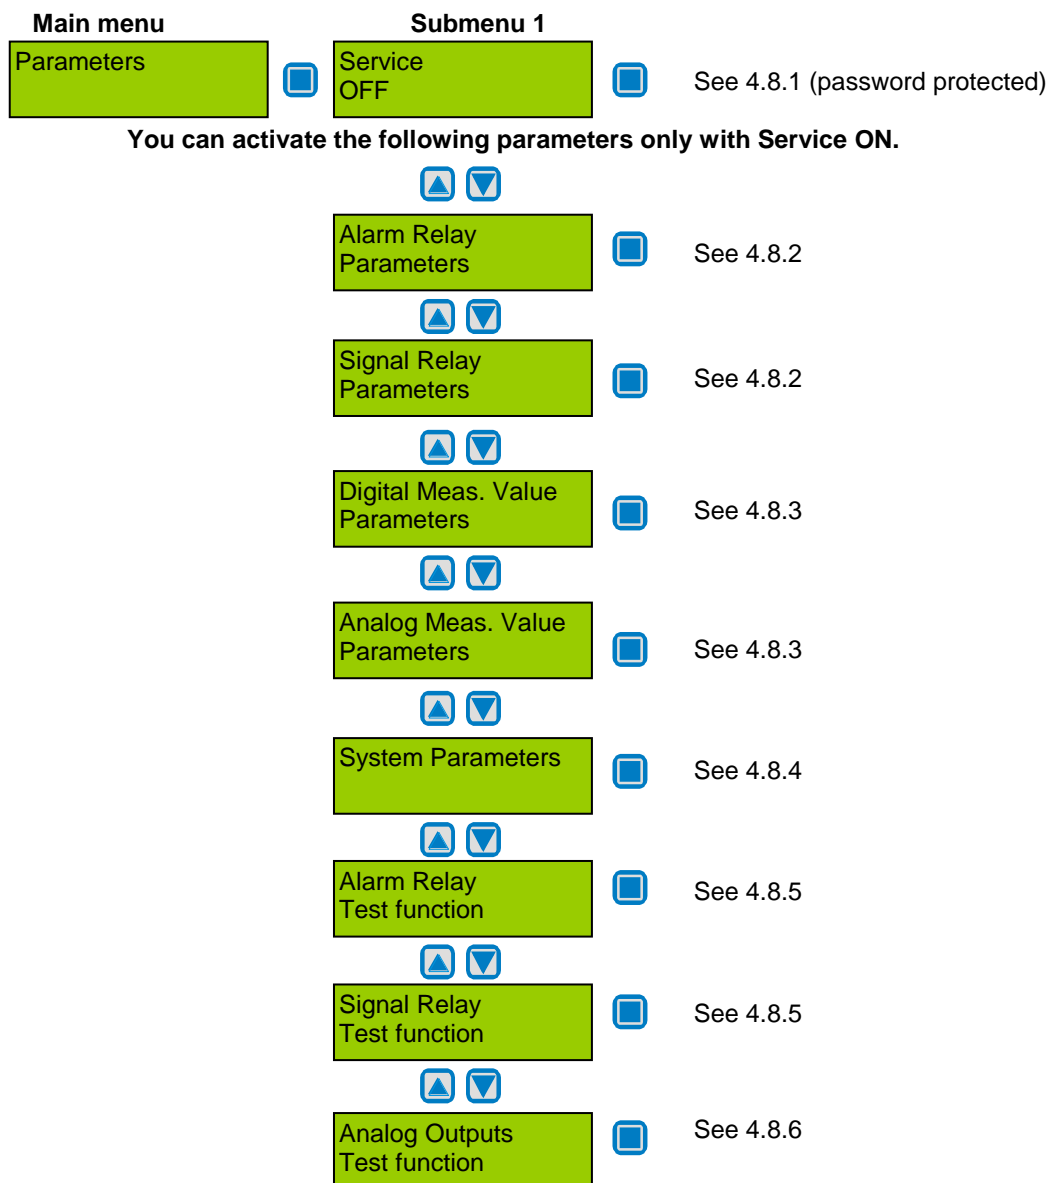 Main menu Submenu 1
Parameters
Service
OFF
See 4.8.1 (password protected)
You can activate the following parameters only with Service ON.
Alarm Relay
Parameters
See 4.8.2
Signal Relay
Parameters
See 4.8.2
Digital Meas. Value
Parameters
See 4.8.3
Analog Meas. Value
Parameters
See 4.8.3
System Parameters
See 4.8.4
Alarm Relay
Test function
See 4.8.5
Signal Relay
Test function
See 4.8.5
Analog Outputs
Test function
See 4.8.6